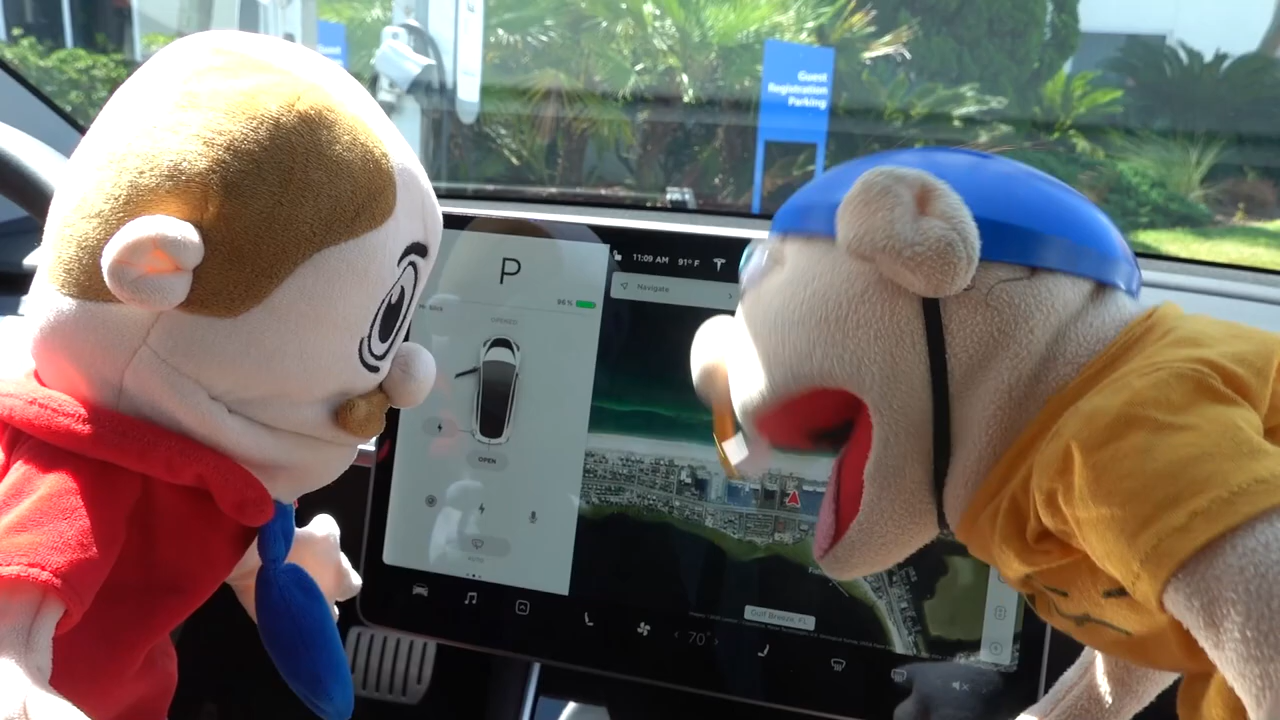 Guest
Registration
Parking
P
11:09 AM 91° F
Navigate
96 %
OPEN
Gulf Breeze, FL
70°